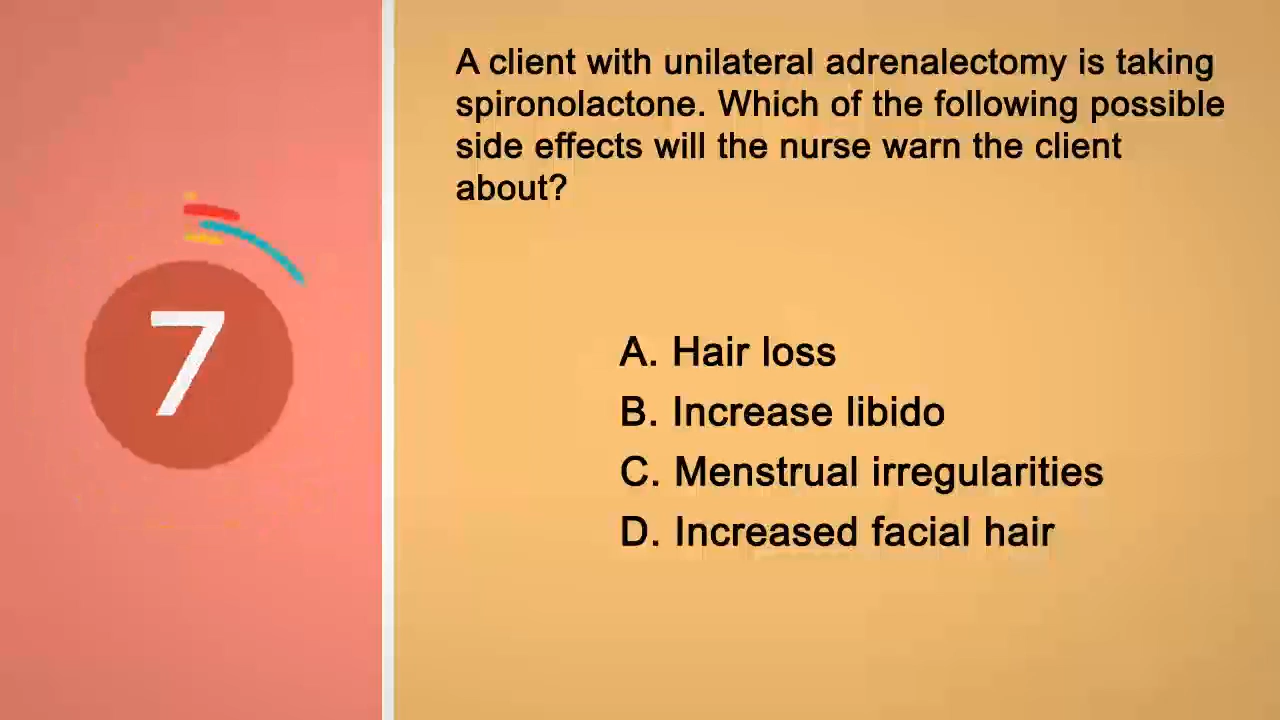 A client with unilateral adrenalectomy is taking
spironolactone. Which of the following possible
side effects will the nurse warn the client
about?
7
A. Hair loss
B. Increase libido
C. Menstrual irregularities
D. Increased facial hair